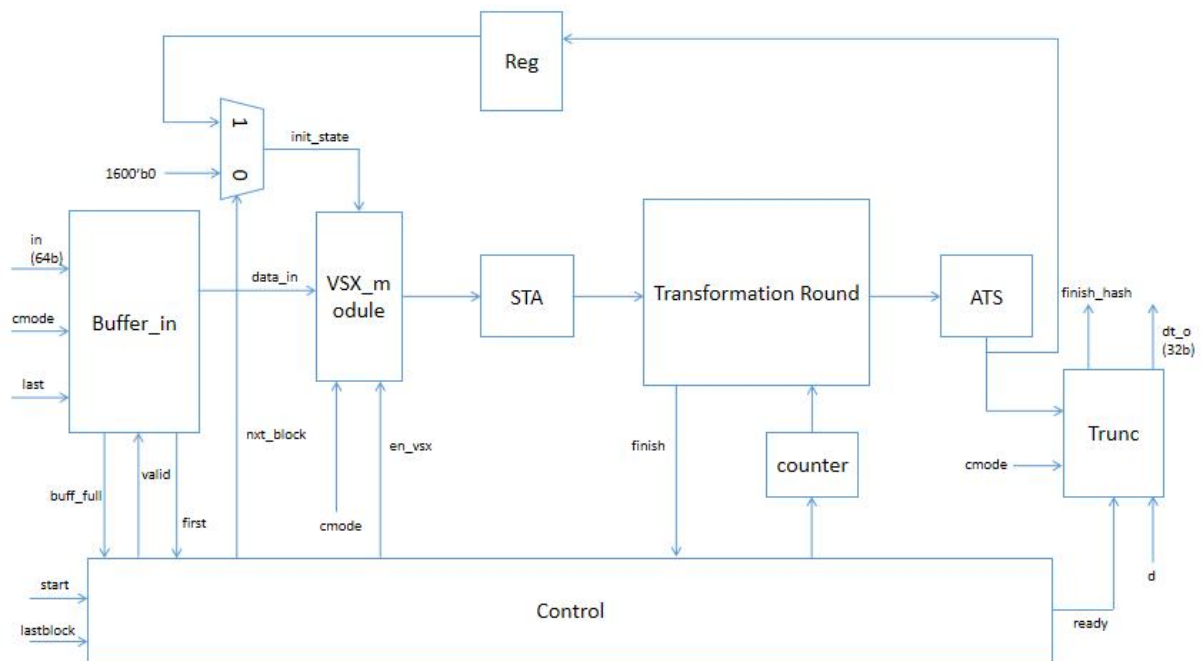 Reg
1
0
init_state
1600'b0
in
(64b)
cmode
last
Buffer_in
data_in
VSX_m
odule
STA
Transformation Round
ATS
finish_hash
dt_o
(32b)
Trunc
cmode
counter
buff_full
valid
first
nxt_block
en_vsx
cmode
finish
d
start
lastblock
Control
ready